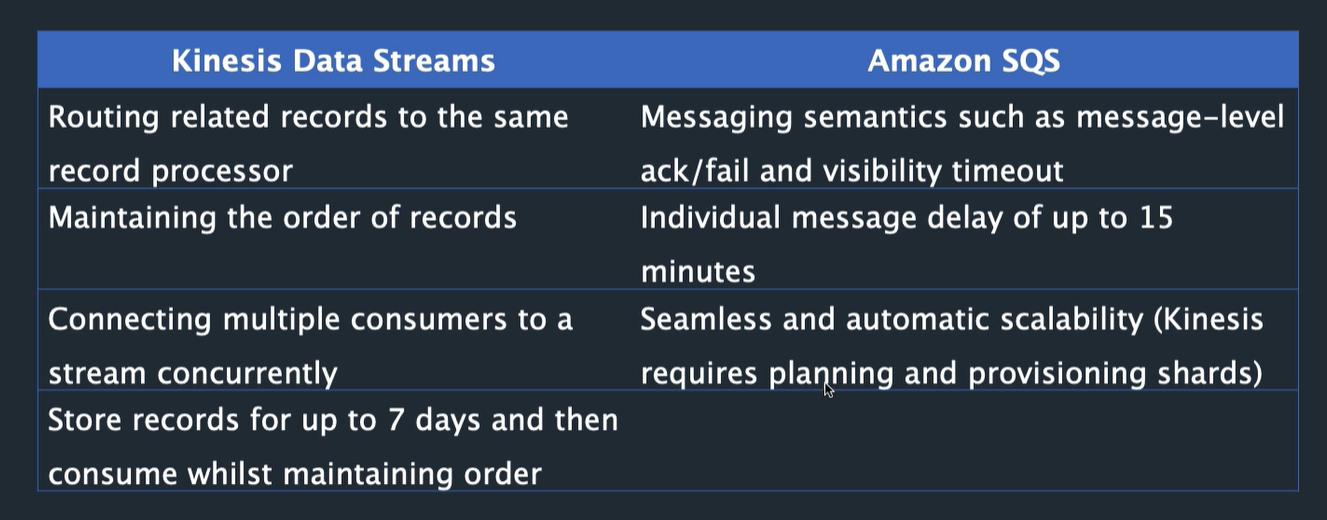 Kinesis Data Streams
Amazon SQS
Routing related records to the same
record processor
Messaging semantics such as message-level
ack/fail and visibility timeout
Maintaining the order of records
Individual message delay of up to 15
minutes
Connecting multiple consumers to a
stream concurrently
Seamless and automatic scalability (Kinesis
requires planning and provisioning shards)
Store records for up to 7 days and then
consume whilst maintaining order